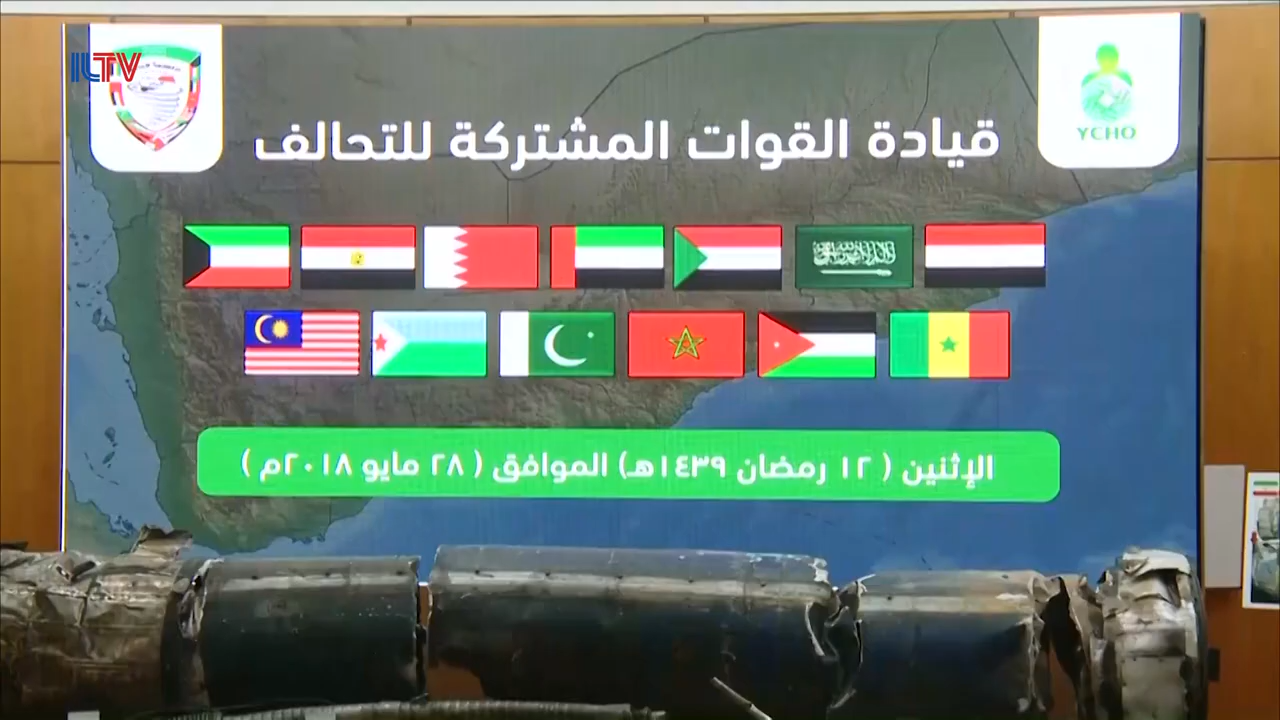 ILTV
YCHO
قيادة القوات المشتركة للتحالف
الإثنين ( ١٢ رمضان ١٤٣٩هـ) الموافق ( ٢٨ مايو ٢٠١٨م )